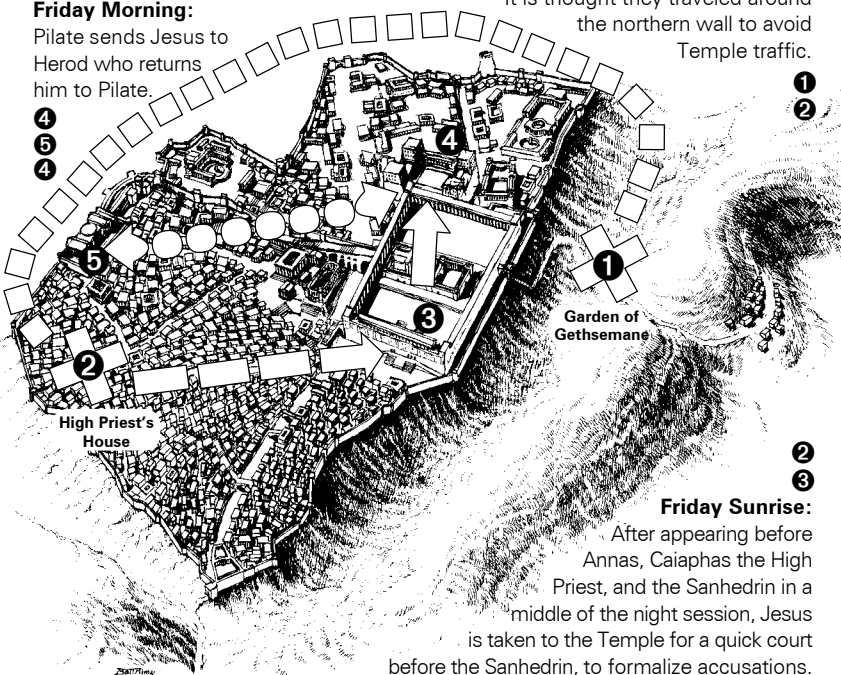 Friday Morning:
Pilate sends Jesus to
Herod who returns
him to Pilate.
❹
❺
❹
It is thought they traveled around
the northern wall to avoid
Temple traffic.
❶
❷
❹
❺
❶
❸
❷
Garden of
Gethsemane
High Priest's
House
❷
❸
Friday Sunrise:
After appearing before
Annas, Caiaphas the High
Priest, and the Sanhedrin in a
middle of the night session, Jesus
is taken to the Temple for a quick court
before the Sanhedrin, to formalize accusations.